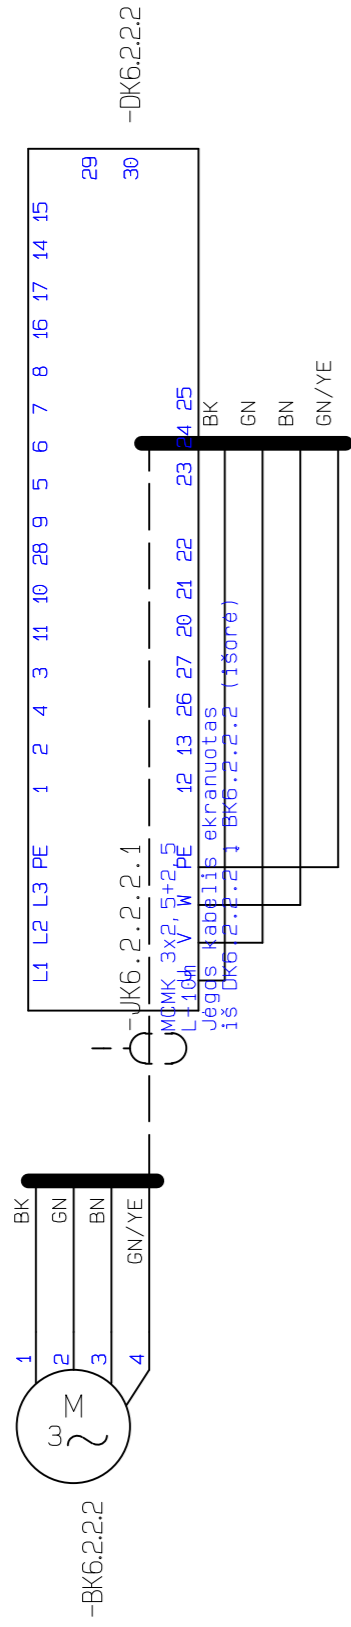 -DK6.2.2.2
L1 L2 L3 PE 1 2 4 3 11 10 28 9 5 6 7 8 16 17 14 15
29
30
U V W PE 12 13 26 27 20 21 22 23 24 25
BK
GN
BN
GN/YE
-JK6.2.2.2.1
MCMK 3x2,5+2,5
L=10m
Jėgos kabelis ekranuotas
iš DK6.2.2.2 į BK6.2.2.2 (išorė)
BK
GN
BN
GN/YE
1
2
3
4
M
3~
-BK6.2.2.2